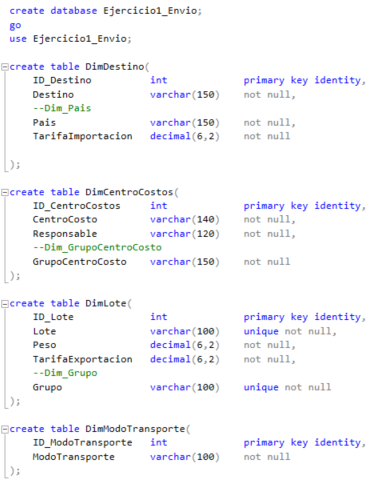 create database Ejercicio1_Envio;
go
use Ejercicio1_Envio;
create table DimDestino(
ID_Destino int primary key identity,
Destino varchar(150) not null,
--Dim_Pais
Pais varchar(150) not null,
TarifaImportacion decimal(6,2) not null
);
create table DimCentroCostos(
ID_CentroCostos int primary key identity,
CentroCosto varchar(140) not null,
Responsable varchar(120) not null,
--Dim_GrupoCentroCosto
GrupoCentroCosto varchar(150) not null
);
create table DimLote(
ID_Lote int primary key identity,
Lote varchar(100) unique not null,
Peso decimal(6,2) not null,
TarifaExportacion decimal(6,2) not null,
--Dim_Grupo
Grupo varchar(100) unique not null
);
create table DimModoTransporte(
ID_ModoTransporte int primary key identity,
ModoTransporte varchar(100) not null
);